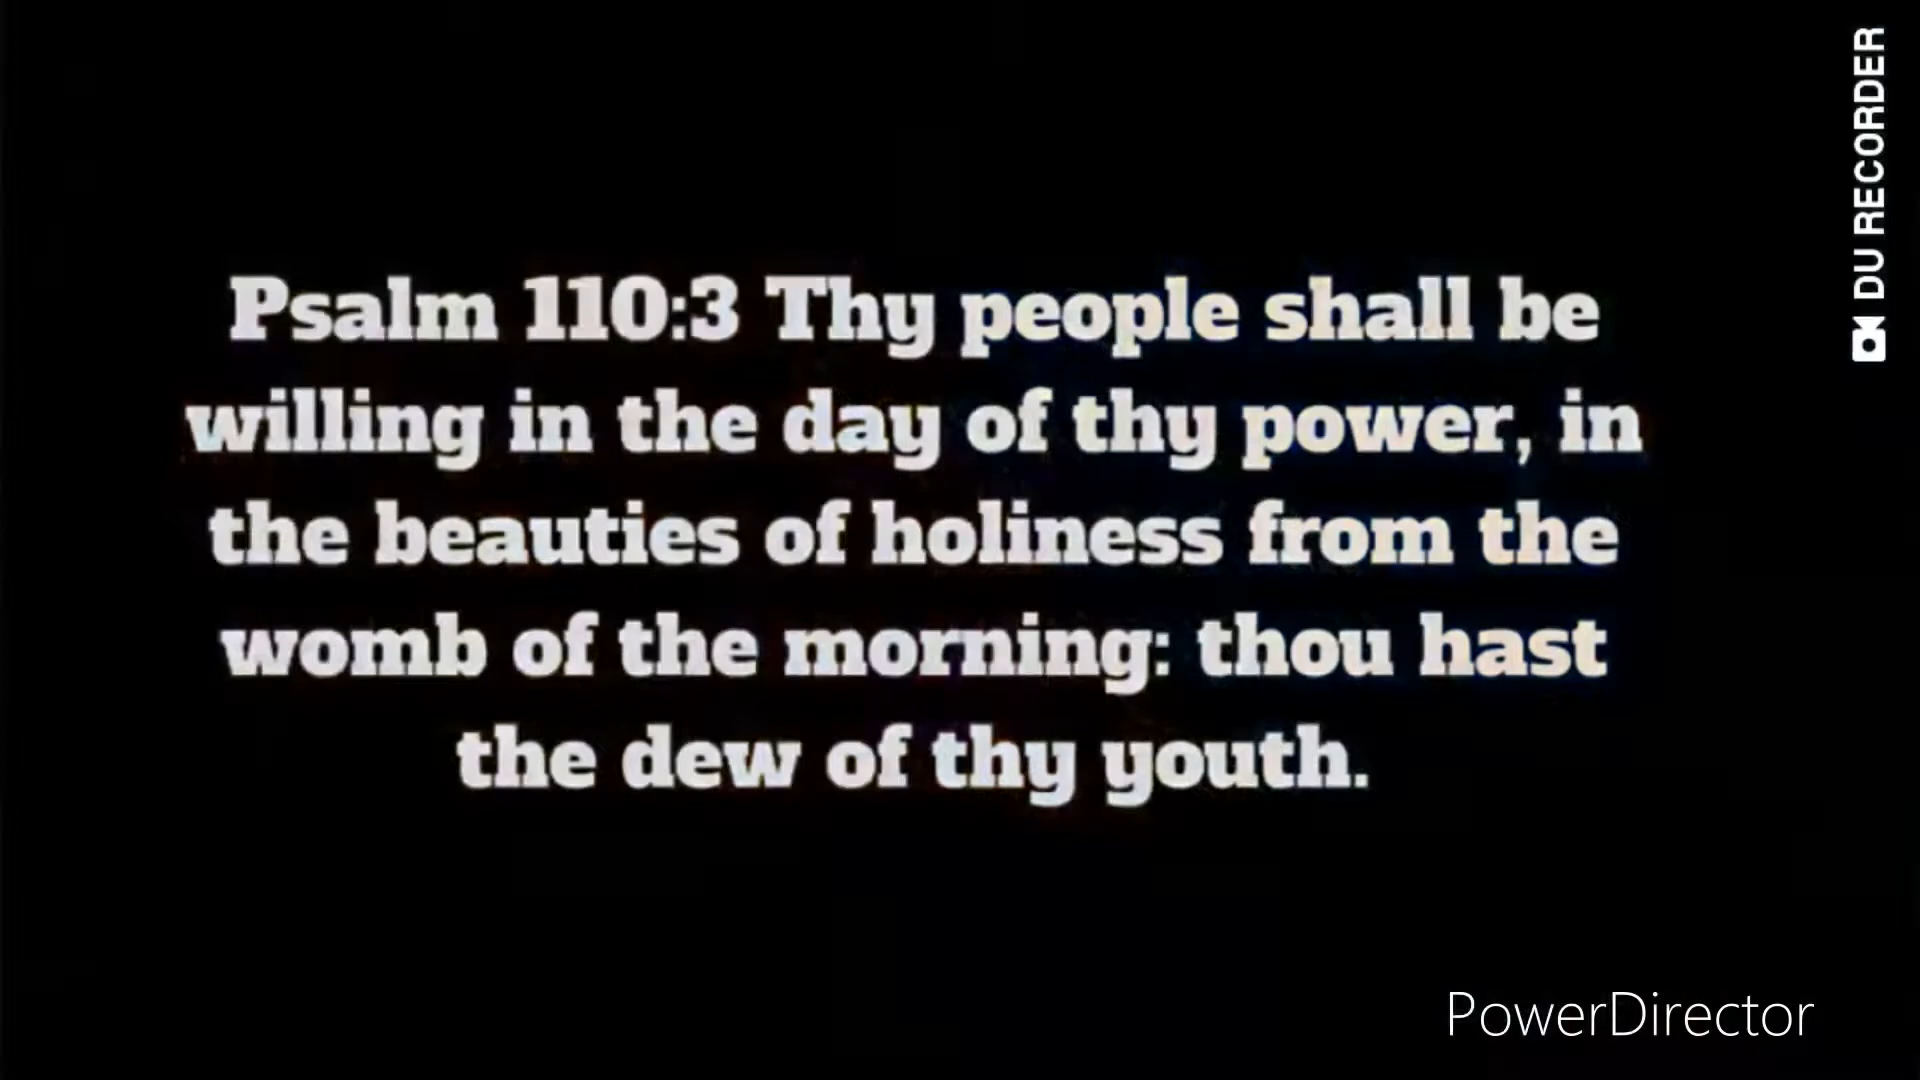 Psalm 110:3 Thy people shall be
willing in the day of thy power, in
the beauties of holiness from the
womb of the morning: thou hast
the dew of thy youth.
DU RECORDER
PowerDirector